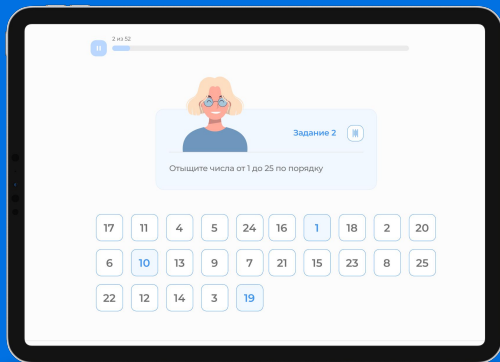 2 из 52
Задание 2
Отыщите числа от 1 до 25 по порядку
17 11 4 5 24 16 1 18 2 20
6 10 13 9 7 21 15 23 8 25
22 12 14 3 19